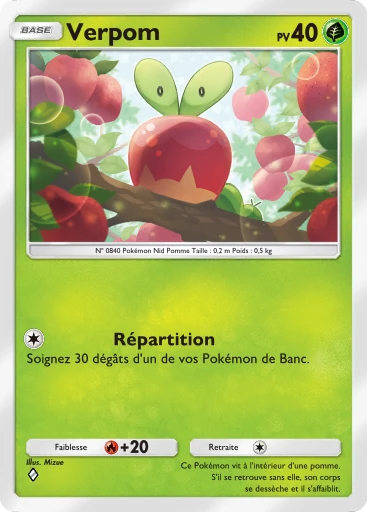 BASE Verpom PV 40
N° 0840 Pokémon Nid Pomme Taille : 0,2 m Poids : 0,5 kg
Répartition
Soignez 30 dégâts d'un de vos Pokémon de Banc.
Faiblesse +20 Retraite
Illus. Mizue
Ce Pokémon vit à l'intérieur d'une pomme.
S'il se retrouve sans elle, son corps
se dessèche et il s'affaiblit.